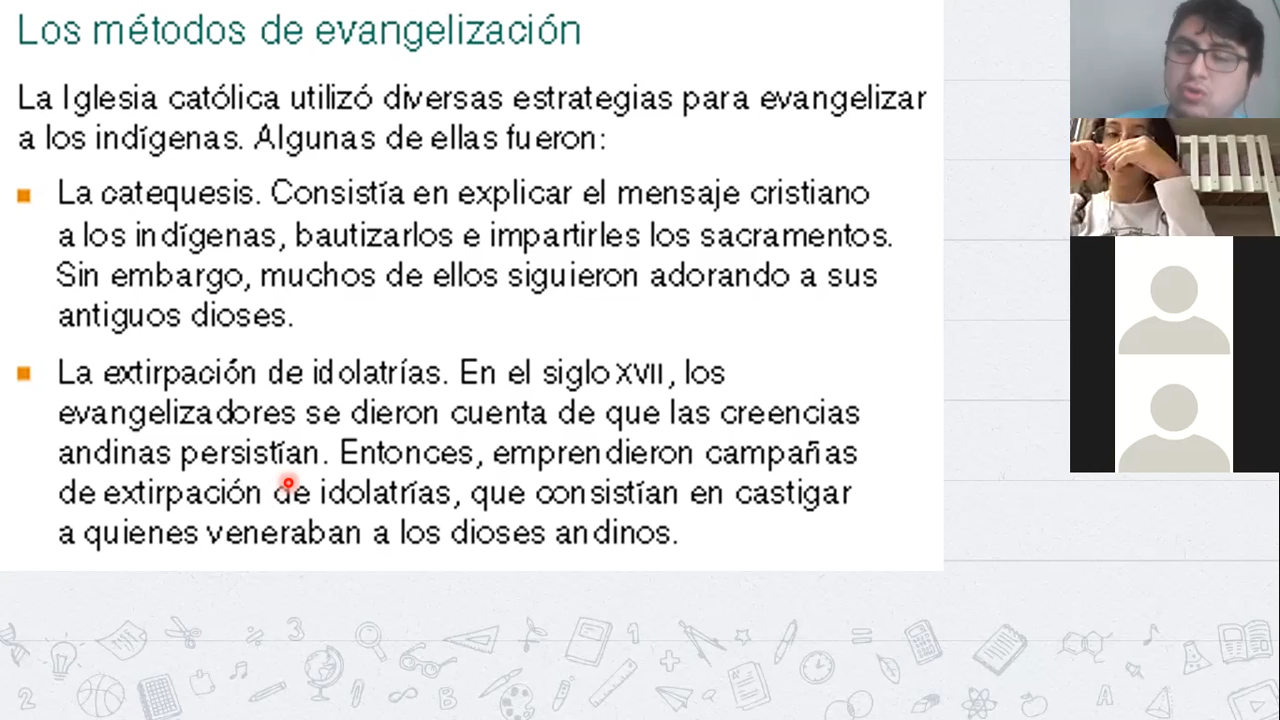 Los métodos de evangelización
La Iglesia católica utilizó diversas estrategias para evangelizar
a los indígenas. Algunas de ellas fueron:
La catequesis. Consistía en explicar el mensaje cristiano
a los indígenas, bautizarlos e impartirles los sacramentos.
Sin embargo, muchos de ellos siguieron adorando a sus
antiguos dioses.
La extirpación de idolatrías. En el siglo XVII, los
evangelizadores se dieron cuenta de que las creencias
andinas persistían. Entonces, emprendieron campañas
de extirpación de idolatrías, que consistían en castigar
a quienes veneraban a los dioses andinos.
3
1
2
B
A